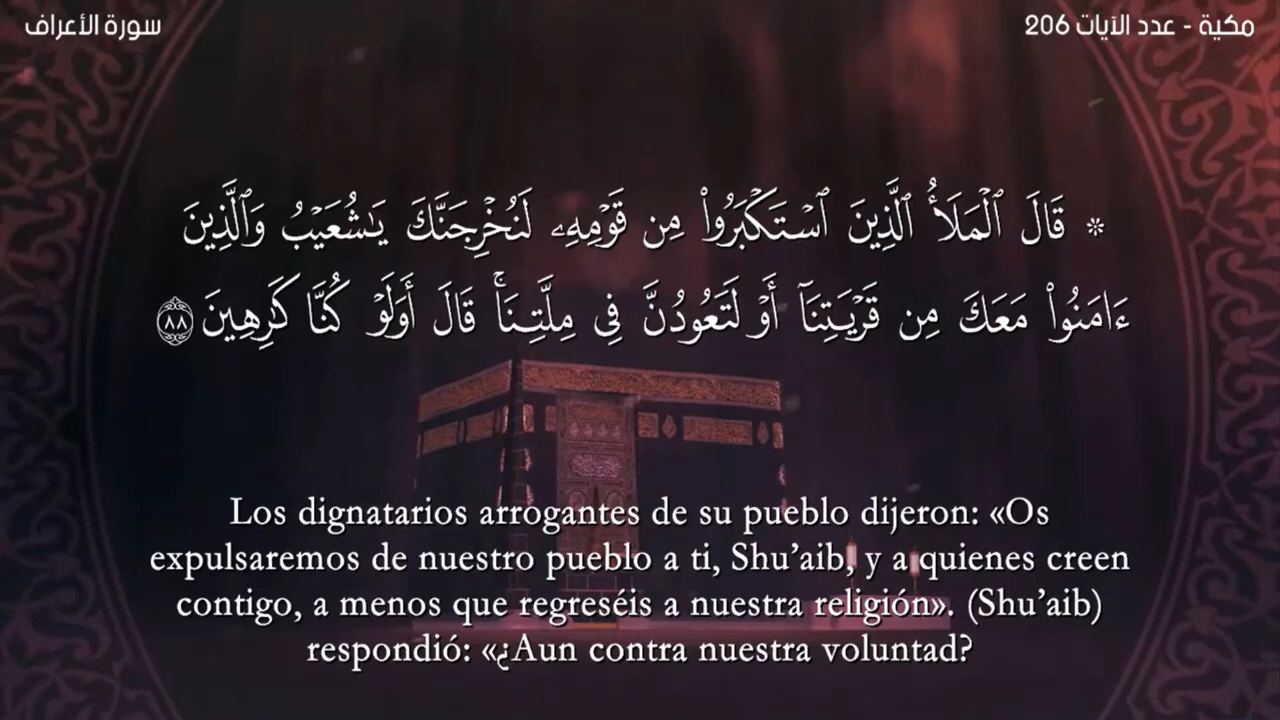 سورة الأعراف
مكية - عدد الآيات 206
* قَالَ ٱلْمَلَأُ ٱلَّذِينَ ٱسْتَكْبَرُوا۟ مِن قَوْمِهِۦ لَنُخْرِجَنَّكَ يَـٰشُعَيْبُ وَٱلَّذِينَ
ءَامَنُوا۟ مَعَكَ مِن قَرْيَتِنَآ أَوْ لَتَعُودُنَّ فِى مِلَّتِنَا ۚ قَالَ أَوَلَوْ كُنَّا كَـٰرِهِينَ ٨٨
Los dignatarios arrogantes de su pueblo dijeron: «Os
expulsaremos de nuestro pueblo a ti, Shu’aib, y a quienes creen
contigo, a menos que regreséis a nuestra religión». (Shu’aib)
respondió: «¿Aun contra nuestra voluntad?